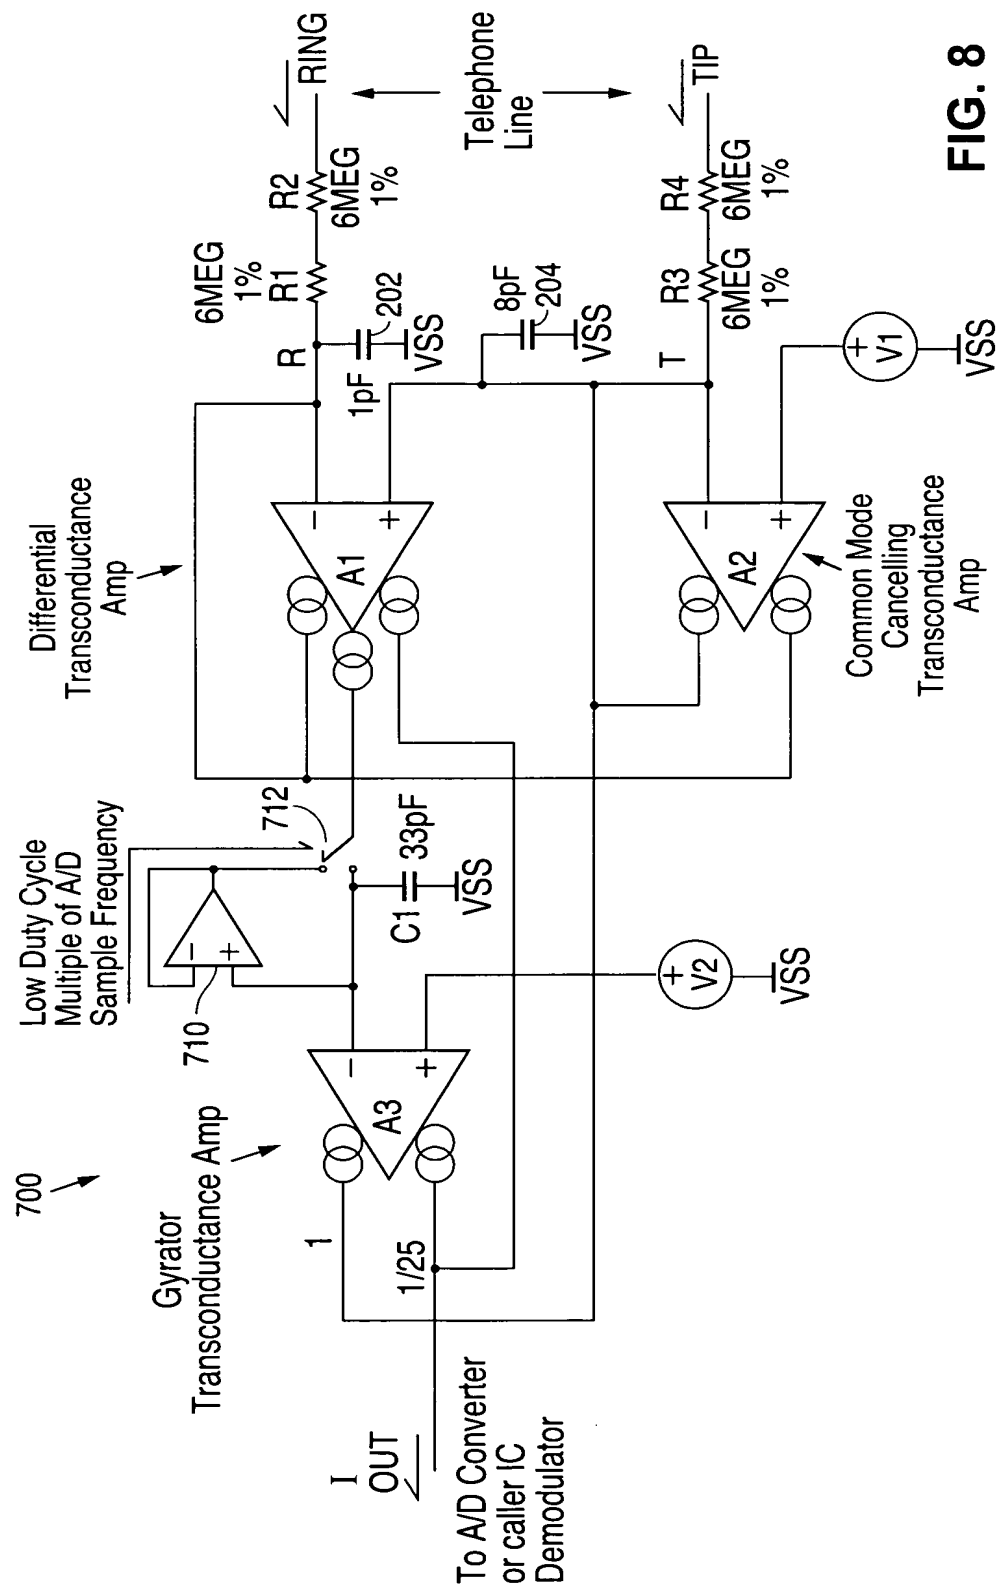 700
Gyrator
Transconductance Amp
Low Duty Cycle
Multiple of A/D
Sample Frequency
Differential
Transconductance
Amp
6MEG
1%
R1
R2
6MEG
1%
RING
Telephone
Line
TIP
R
1pF
202
VSS
8pF
204
VSS
T
R3
6MEG
1%
R4
6MEG
1%
710
−
+
712
C1
33pF
VSS
−
+
A1
−
+
A2
−
+
A3
1
1/25
I
OUT
To A/D Converter
or caller IC
Demodulator
+
V2
VSS
+
V1
VSS
Common Mode
Cancelling
Transconductance
Amp
FIG. 8